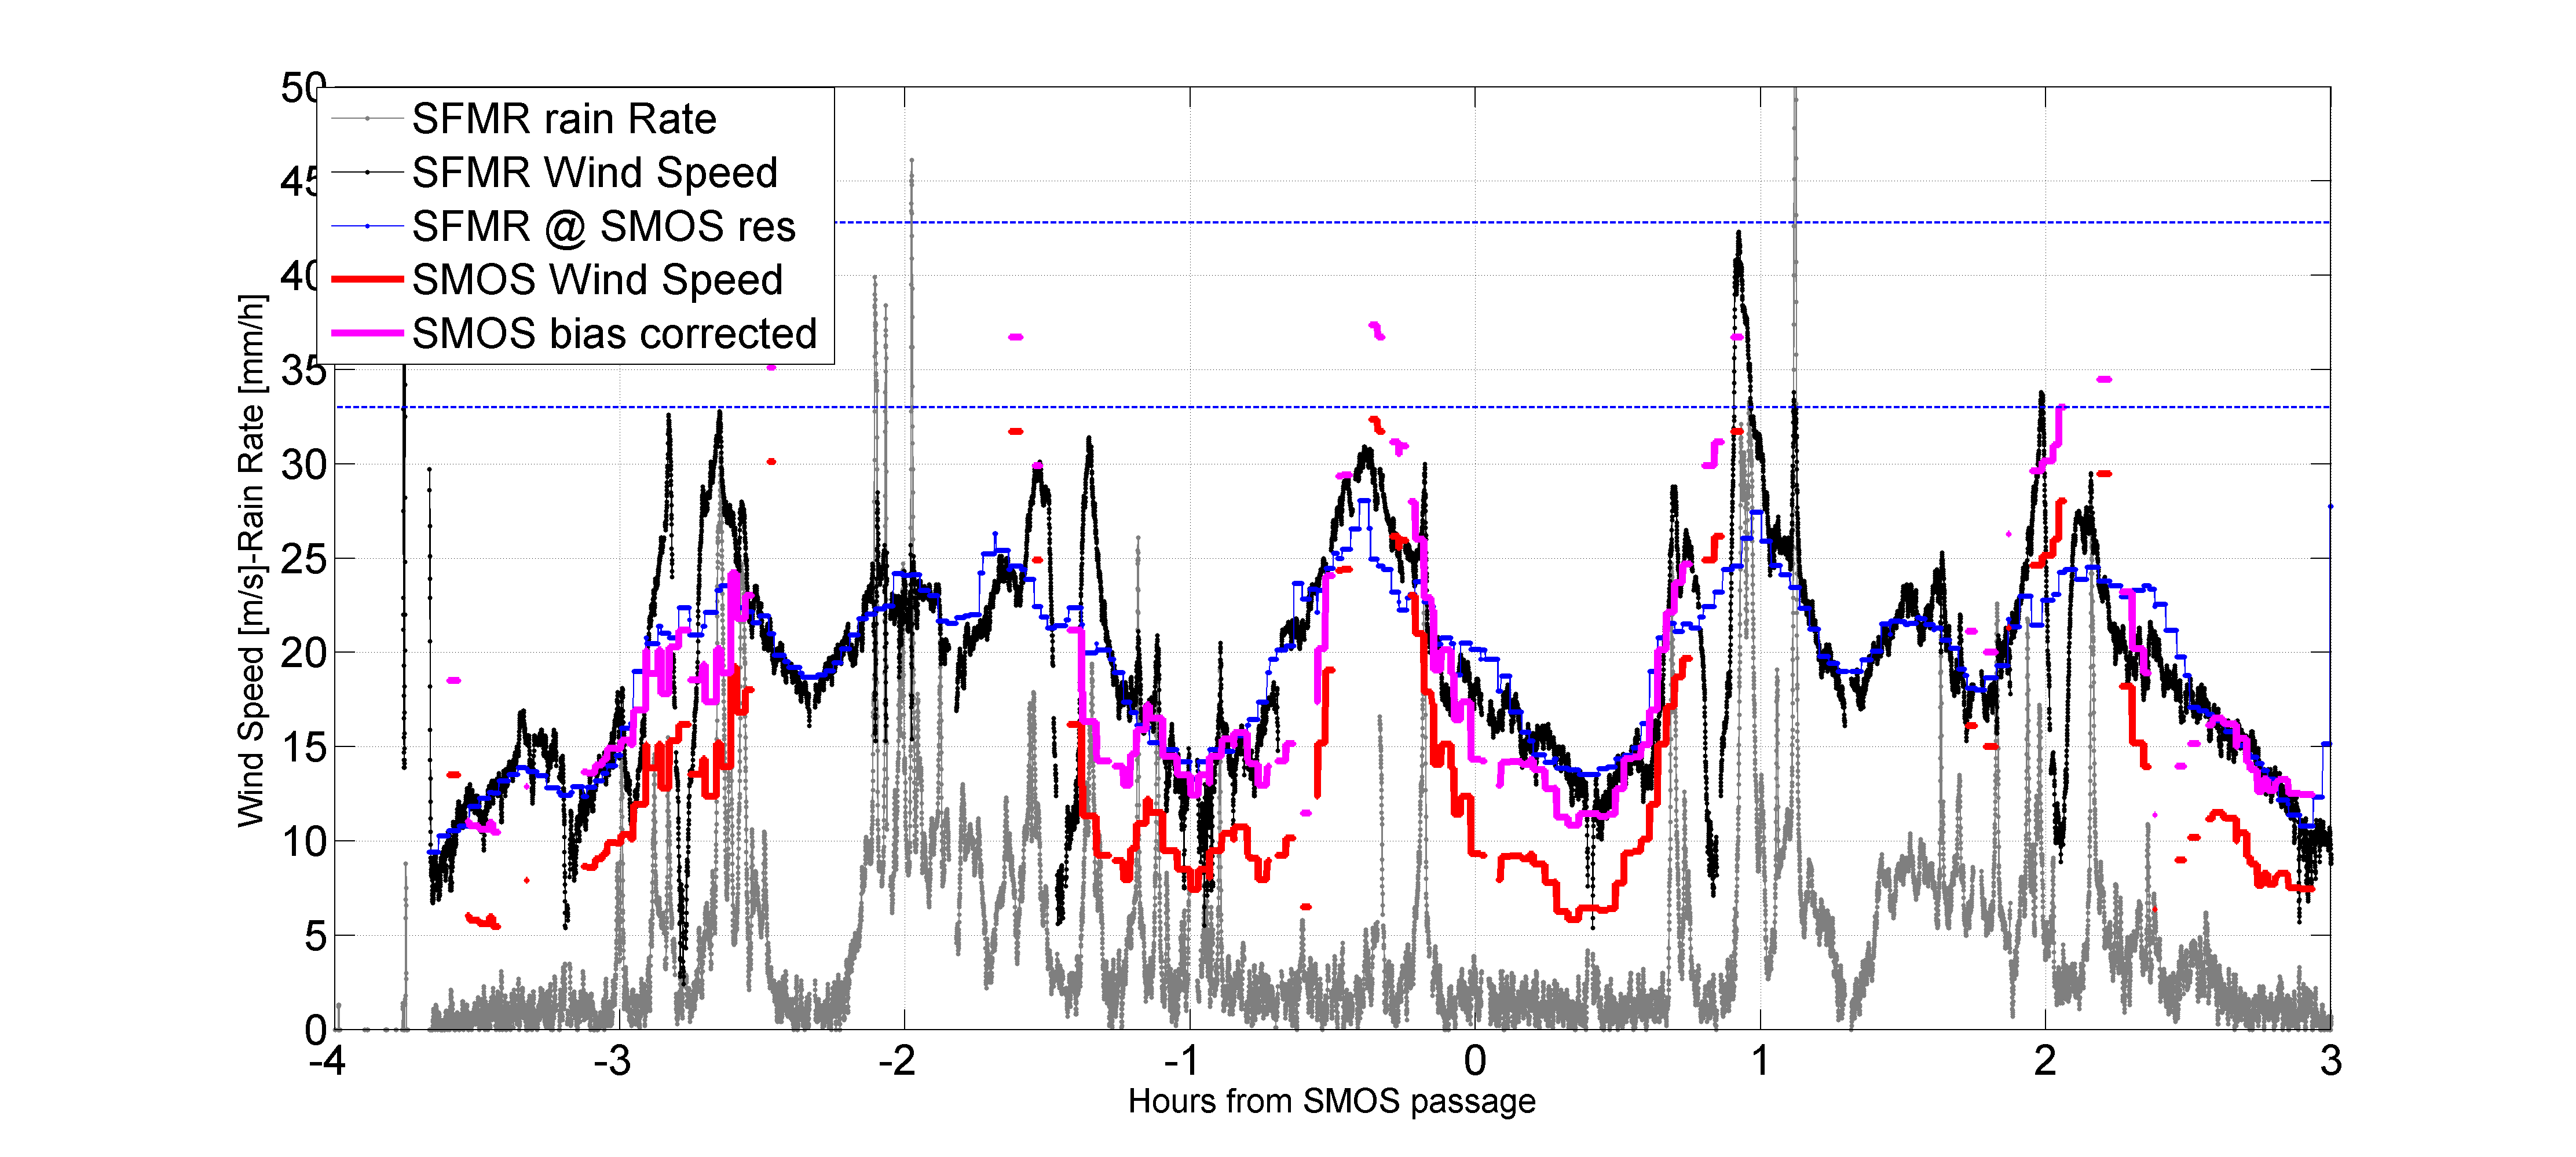 50
45
40
35
30
25
20
15
10
5
0
Wind Speed [m/s]-Rain Rate [mm/h]
SFMR rain Rate
SFMR Wind Speed
SFMR @ SMOS res
SMOS Wind Speed
SMOS bias corrected
-4 -3 -2 -1 0 1 2 3
Hours from SMOS passage